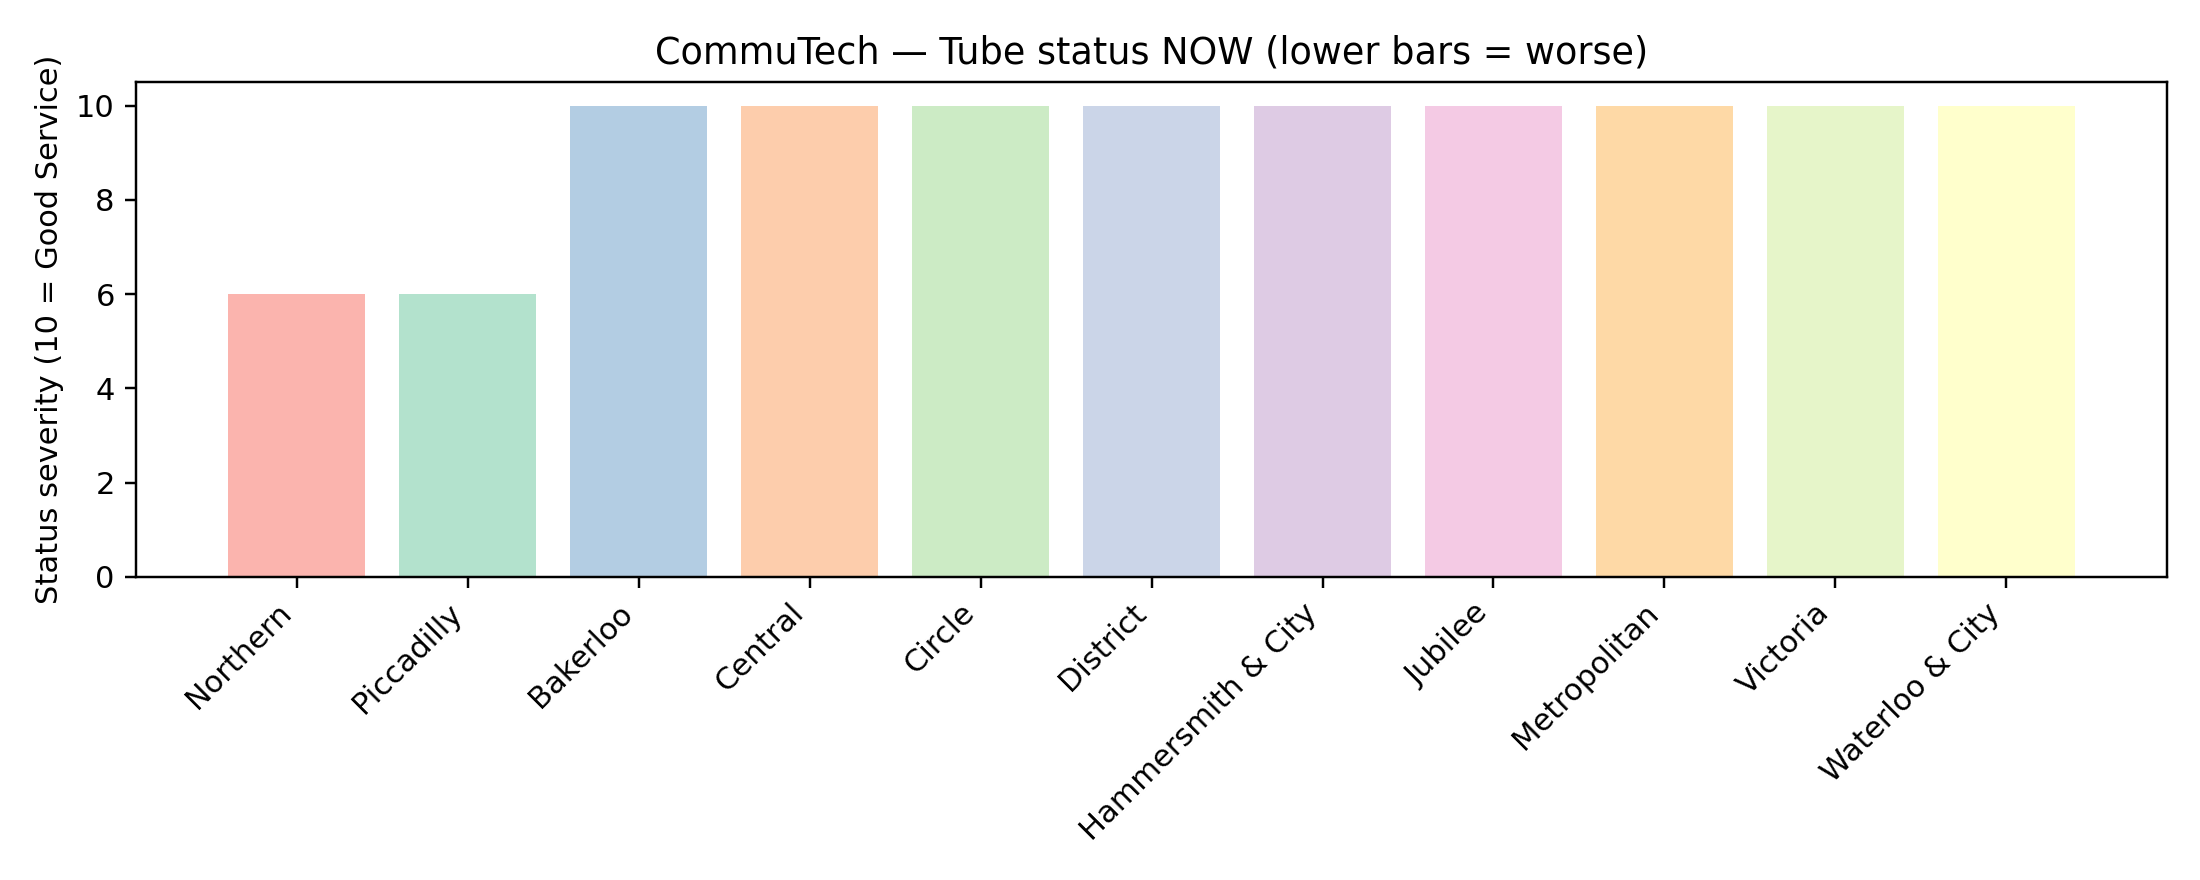 CommuTech — Tube status NOW (lower bars = worse)
Status severity (10 = Good Service)
10
8
6
4
2
0
Northern
Piccadilly
Bakerloo
Central
Circle
District
Hammersmith & City
Jubilee
Metropolitan
Victoria
Waterloo & City